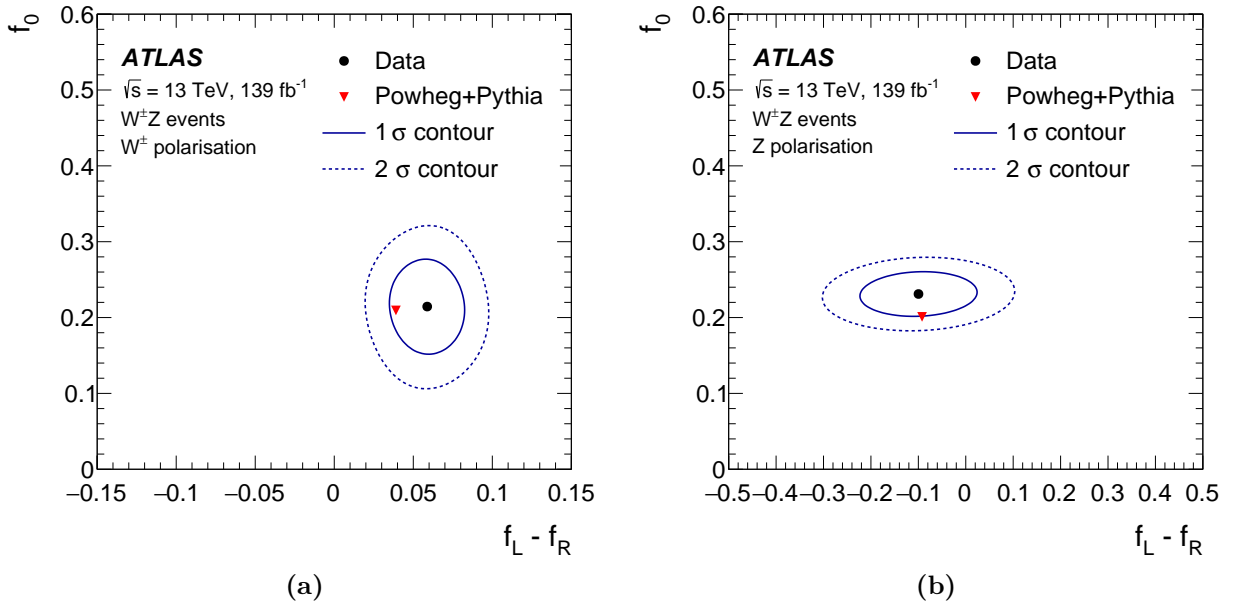 f0
0.6
0.5
0.4
0.3
0.2
0.1
0
ATLAS
√s = 13 TeV, 139 fb-1
W±Z events
W± polarisation
Data
Powheg+Pythia
1 σ contour
2 σ contour
−0.15 −0.1 −0.05 0 0.05 0.1 0.15
fL - fR
(a)
f0
0.6
0.5
0.4
0.3
0.2
0.1
0
ATLAS
√s = 13 TeV, 139 fb-1
W±Z events
Z polarisation
Data
Powheg+Pythia
1 σ contour
2 σ contour
−0.5 −0.4 −0.3 −0.2 −0.1 0 0.1 0.2 0.3 0.4 0.5
fL - fR
(b)